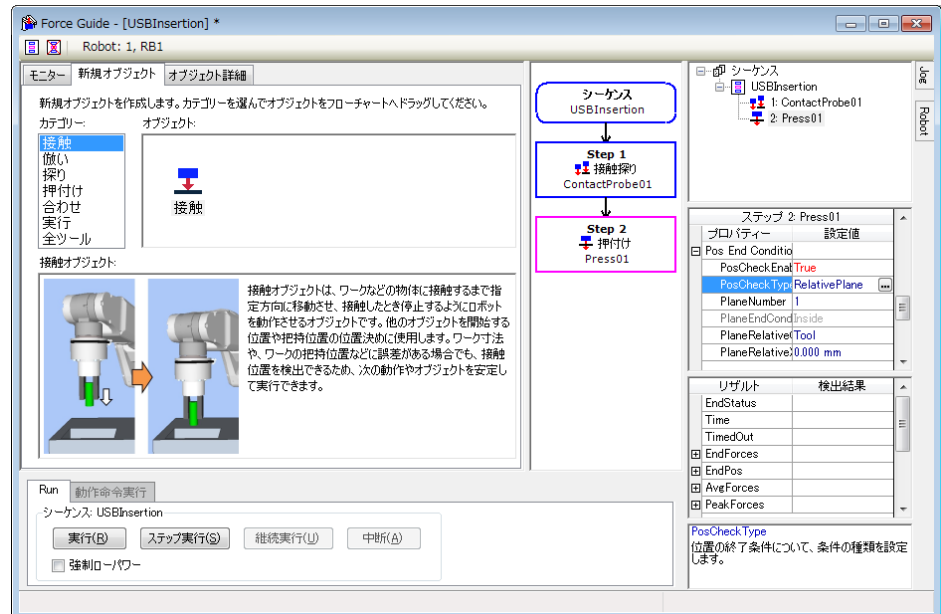 Force Guide - [USBInsertion] *
Robot: 1, RB1
モニター 新規オブジェクト オブジェクト詳細
新規オブジェクトを作成します。カテゴリーを選んでオブジェクトをフローチャートへドラッグしてください。
カテゴリー: オブジェクト:
接触
倣い
探り
押付け
合わせ
実行
全ツール
接触
接触オブジェクト:
接触オブジェクトは、ワークなどの物体に接触するまで指
定方向に移動させ、接触したとき停止するようにロボット
を動作させるオブジェクトです。他のオブジェクトを開始する
位置や把持位置の位置決めに使用します。ワーク寸法
や、ワークの把持位置などに誤差がある場合でも、接触
位置を検出できるため、次の動作やオブジェクトを安定し
て実行できます。
シーケンス
USBInsertion
Step 1
接触探り
ContactProbe01
Step 2
押付け
Press01
シーケンス
USBInsertion
1: ContactProbe01
2: Press01
Jog
Robot
ステップ 2: Press01
プロパティー 設定値
Pos End Conditio
PosCheckEnab True
PosCheckType RelativePlane ...
PlaneNumber 1
PlaneEndCond Inside
PlaneRelative( Tool
PlaneRelative) 0.000 mm
リザルト 検出結果
EndStatus
Time
TimedOut
EndForces
EndPos
AvgForces
PeakForces
PosCheckType
位置の終了条件について、条件の種類を設定
します。
Run 動作命令実行
シーケンス: USBInsertion
実行(R) ステップ実行(S) 継続実行(U) 中断(A)
強制ローパワー